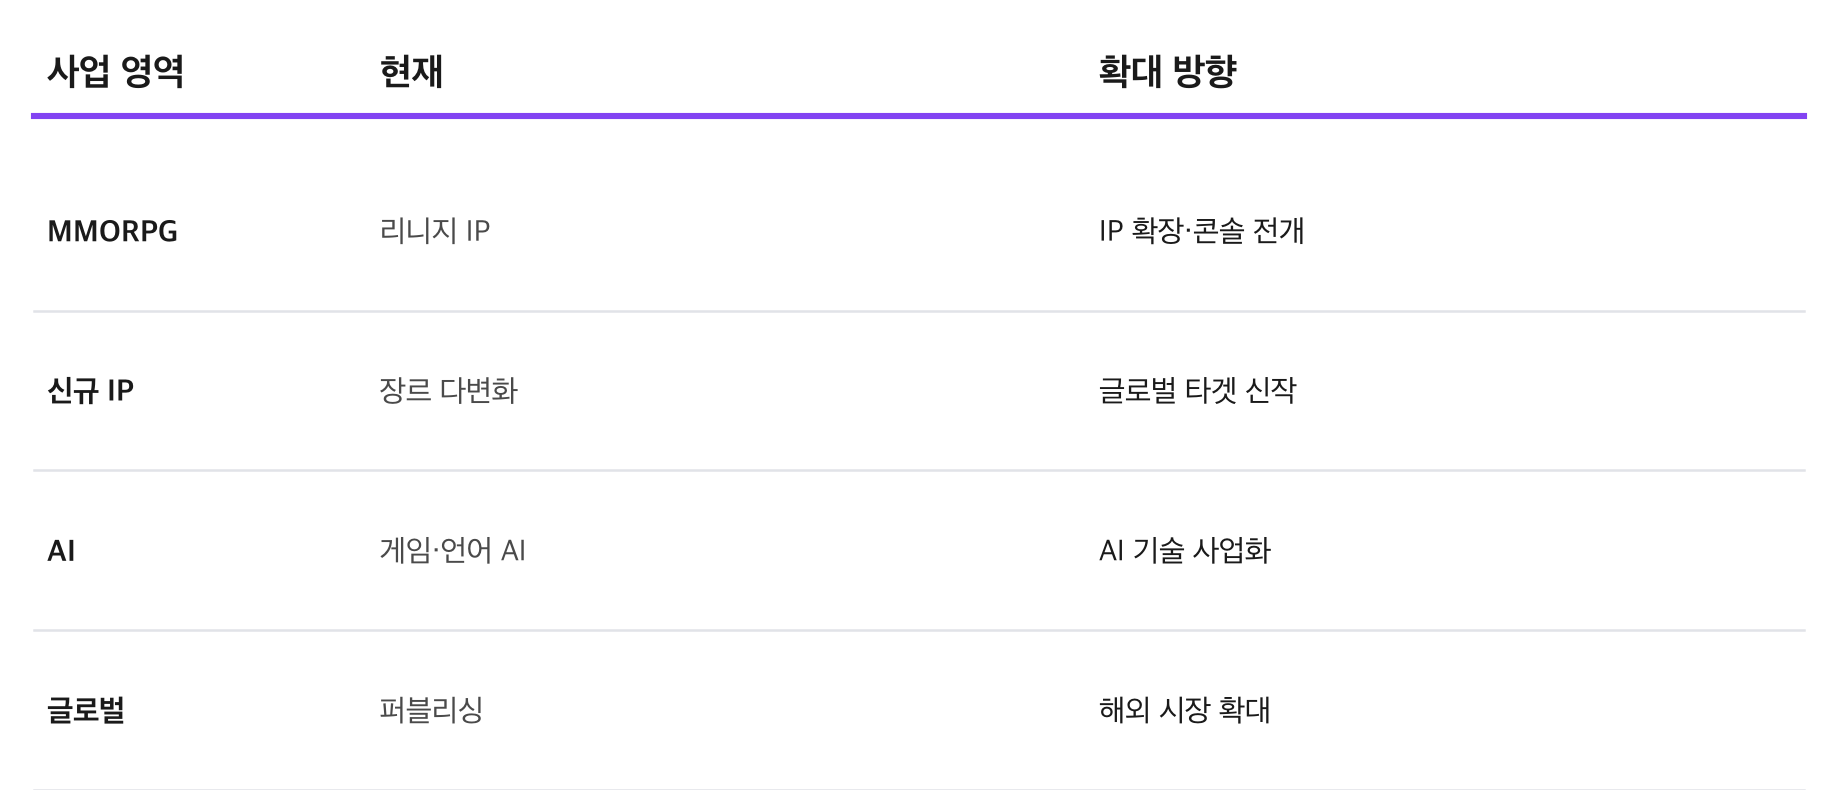 사업 영역 현재 확대 방향
MMORPG 리니지 IP IP 확장·콘솔 전개
신규 IP 장르 다변화 글로벌 타겟 신작
AI 게임·언어 AI AI 기술 사업화
글로벌 퍼블리싱 해외 시장 확대